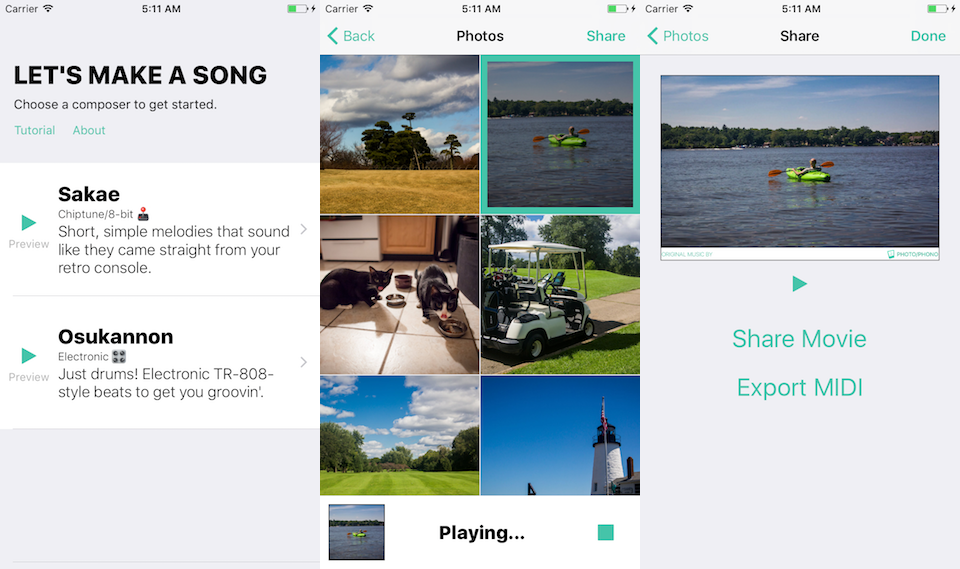 Carrier 5:11 AM
LET'S MAKE A SONG
Choose a composer to get started.
Tutorial About
Sakae
Chiptune/8-bit 🕹
Preview
Short, simple melodies that sound
like they came straight from your
retro console.
Osukannon
Electronic 🎛
Preview
Just drums! Electronic TR-808-
style beats to get you groovin'.
Carrier 5:11 AM
Back Photos Share
Playing...
Carrier 5:11 AM
Photos Share Done
ORIGINAL MUSIC BY PHOTO/PHONO
Share Movie
Export MIDI